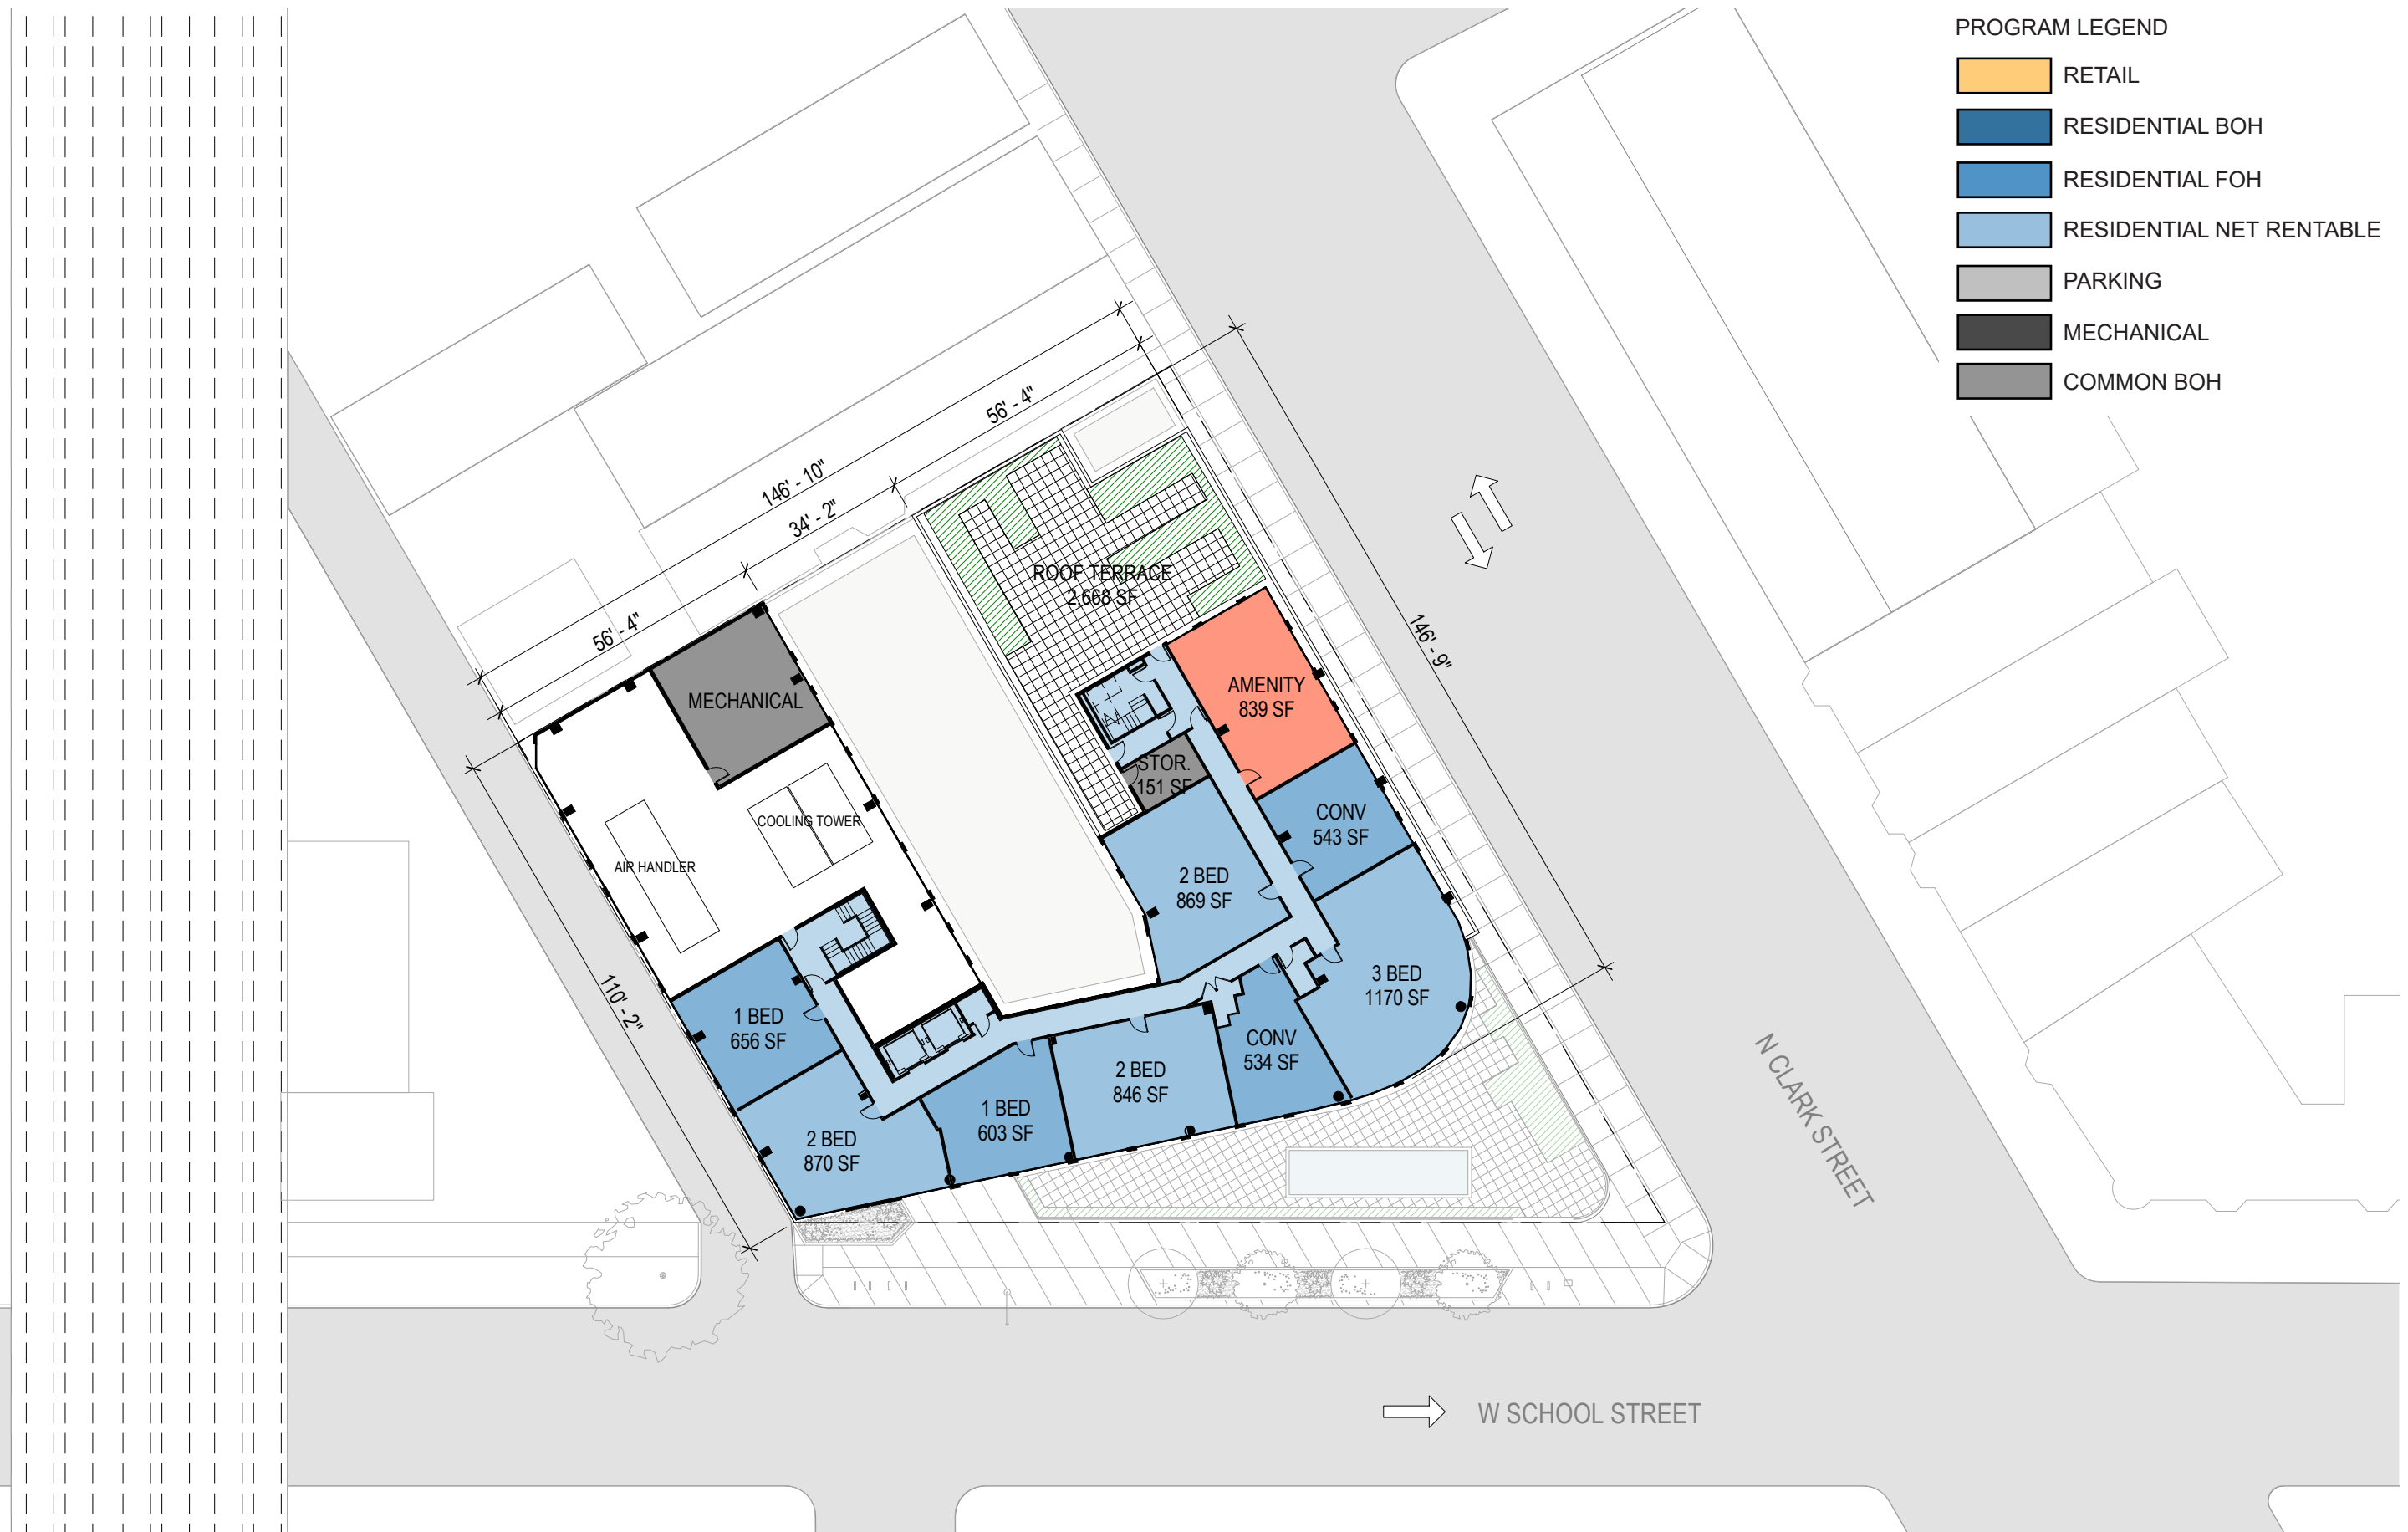 PROGRAM LEGEND
RETAIL
RESIDENTIAL BOH
RESIDENTIAL FOH
RESIDENTIAL NET RENTABLE
PARKING
MECHANICAL
COMMON BOH
56' - 4"
146' - 10"
34' - 2"
56' - 4"
ROOF TERRACE
2,668 SF
146' - 9"
MECHANICAL
AMENITY
839 SF
STOR.
151 SF
COOLING TOWER
CONV
543 SF
AIR HANDLER
2 BED
869 SF
110' - 2"
3 BED
1170 SF
1 BED
656 SF
CONV
534 SF
2 BED
846 SF
1 BED
603 SF
2 BED
870 SF
N CLARK STREET
W SCHOOL STREET